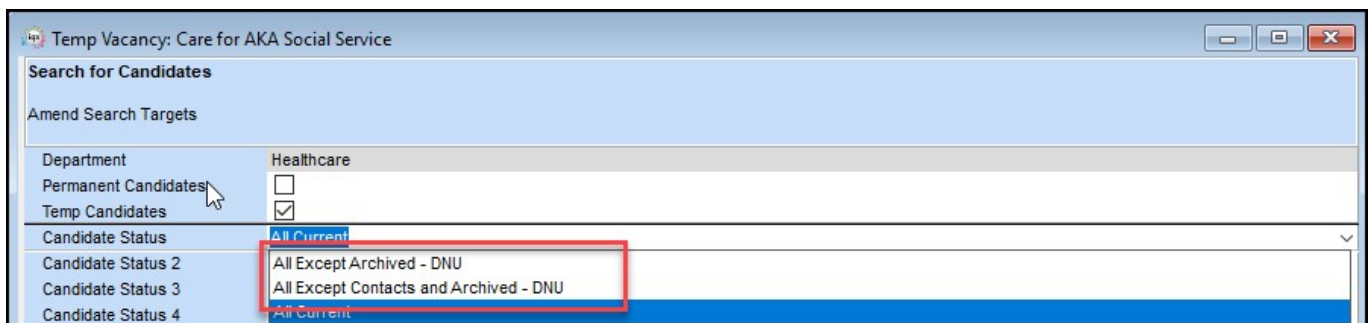 Temp Vacancy: Care for AKA Social Service
Search for Candidates
Amend Search Targets
Department Healthcare
Permanent Candidates
Temp Candidates
Candidate Status All Current
Candidate Status 2 All Except Archived - DNU
Candidate Status 3 All Except Contacts and Archived - DNU
Candidate Status 4 All Current